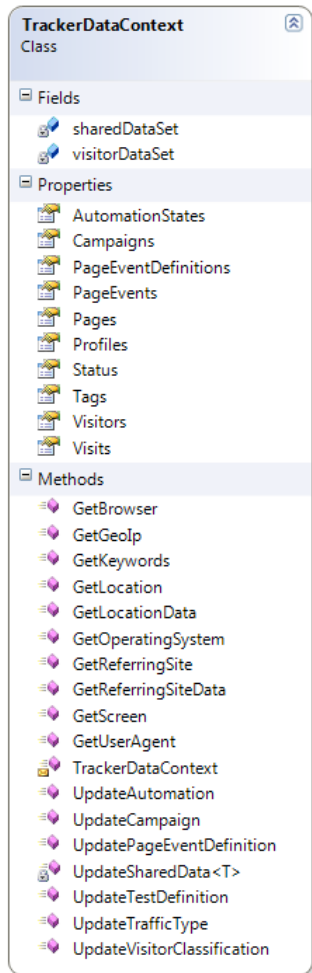 TrackerDataContext
Class
Fields
sharedDataSet
visitorDataSet
Properties
AutomationStates
Campaigns
PageEventDefinitions
PageEvents
Pages
Profiles
Status
Tags
Visitors
Visits
Methods
GetBrowser
GetGeoIp
GetKeywords
GetLocation
GetLocationData
GetOperatingSystem
GetReferringSite
GetReferringSiteData
GetScreen
GetUserAgent
TrackerDataContext
UpdateAutomation
UpdateCampaign
UpdatePageEventDefinition
UpdateSharedData<T>
UpdateTestDefinition
UpdateTrafficType
UpdateVisitorClassification